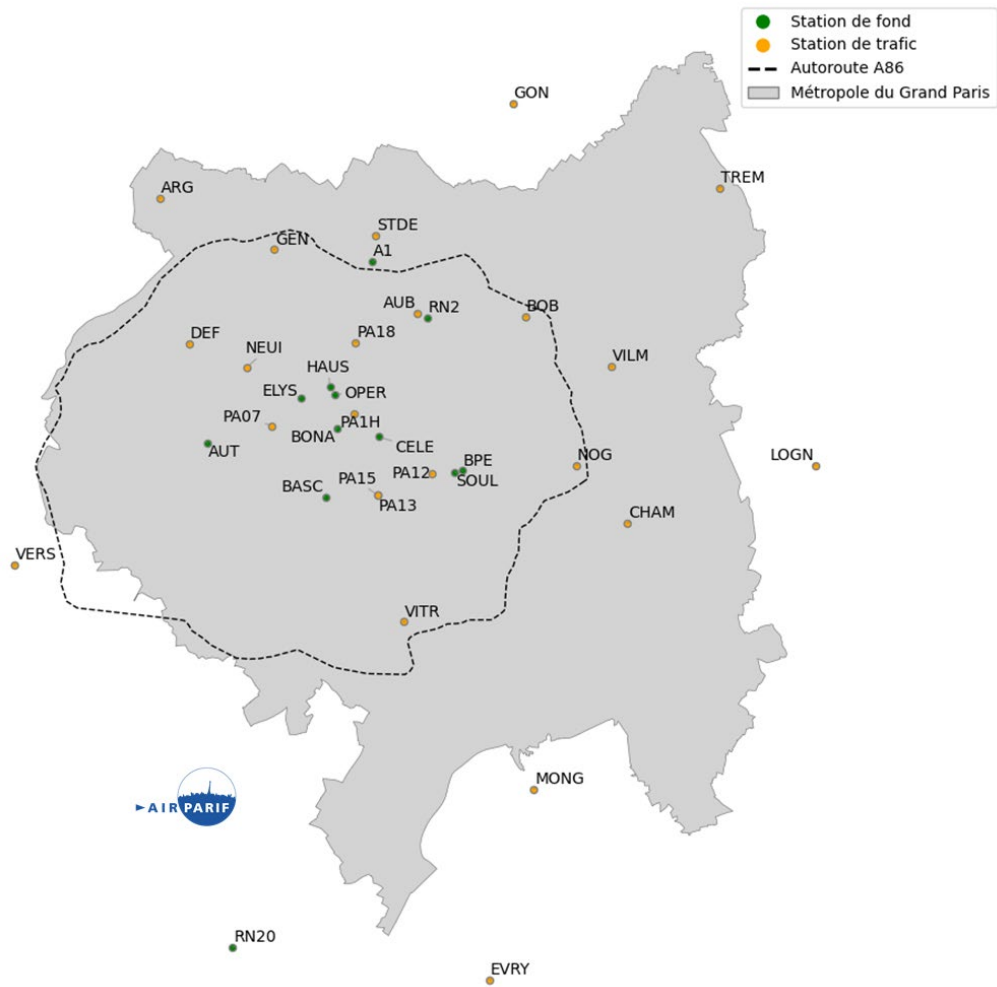 Station de fond
Station de trafic
Autoroute A86
Métropole du Grand Paris
GON
TREM
ARG
STDE
GEN
A1
AUB
RN2
BOB
DEF
PA18
NEUI
VILM
HAUS
ELYS
OPER
PA07
PA1H
BONA
CELE
AUT
NOG
LOGN
BPE
PA12
PA15
SOUL
BASC
PA13
CHAM
VERS
VITR
MONG
AIRPARIF
RN20
EVRY